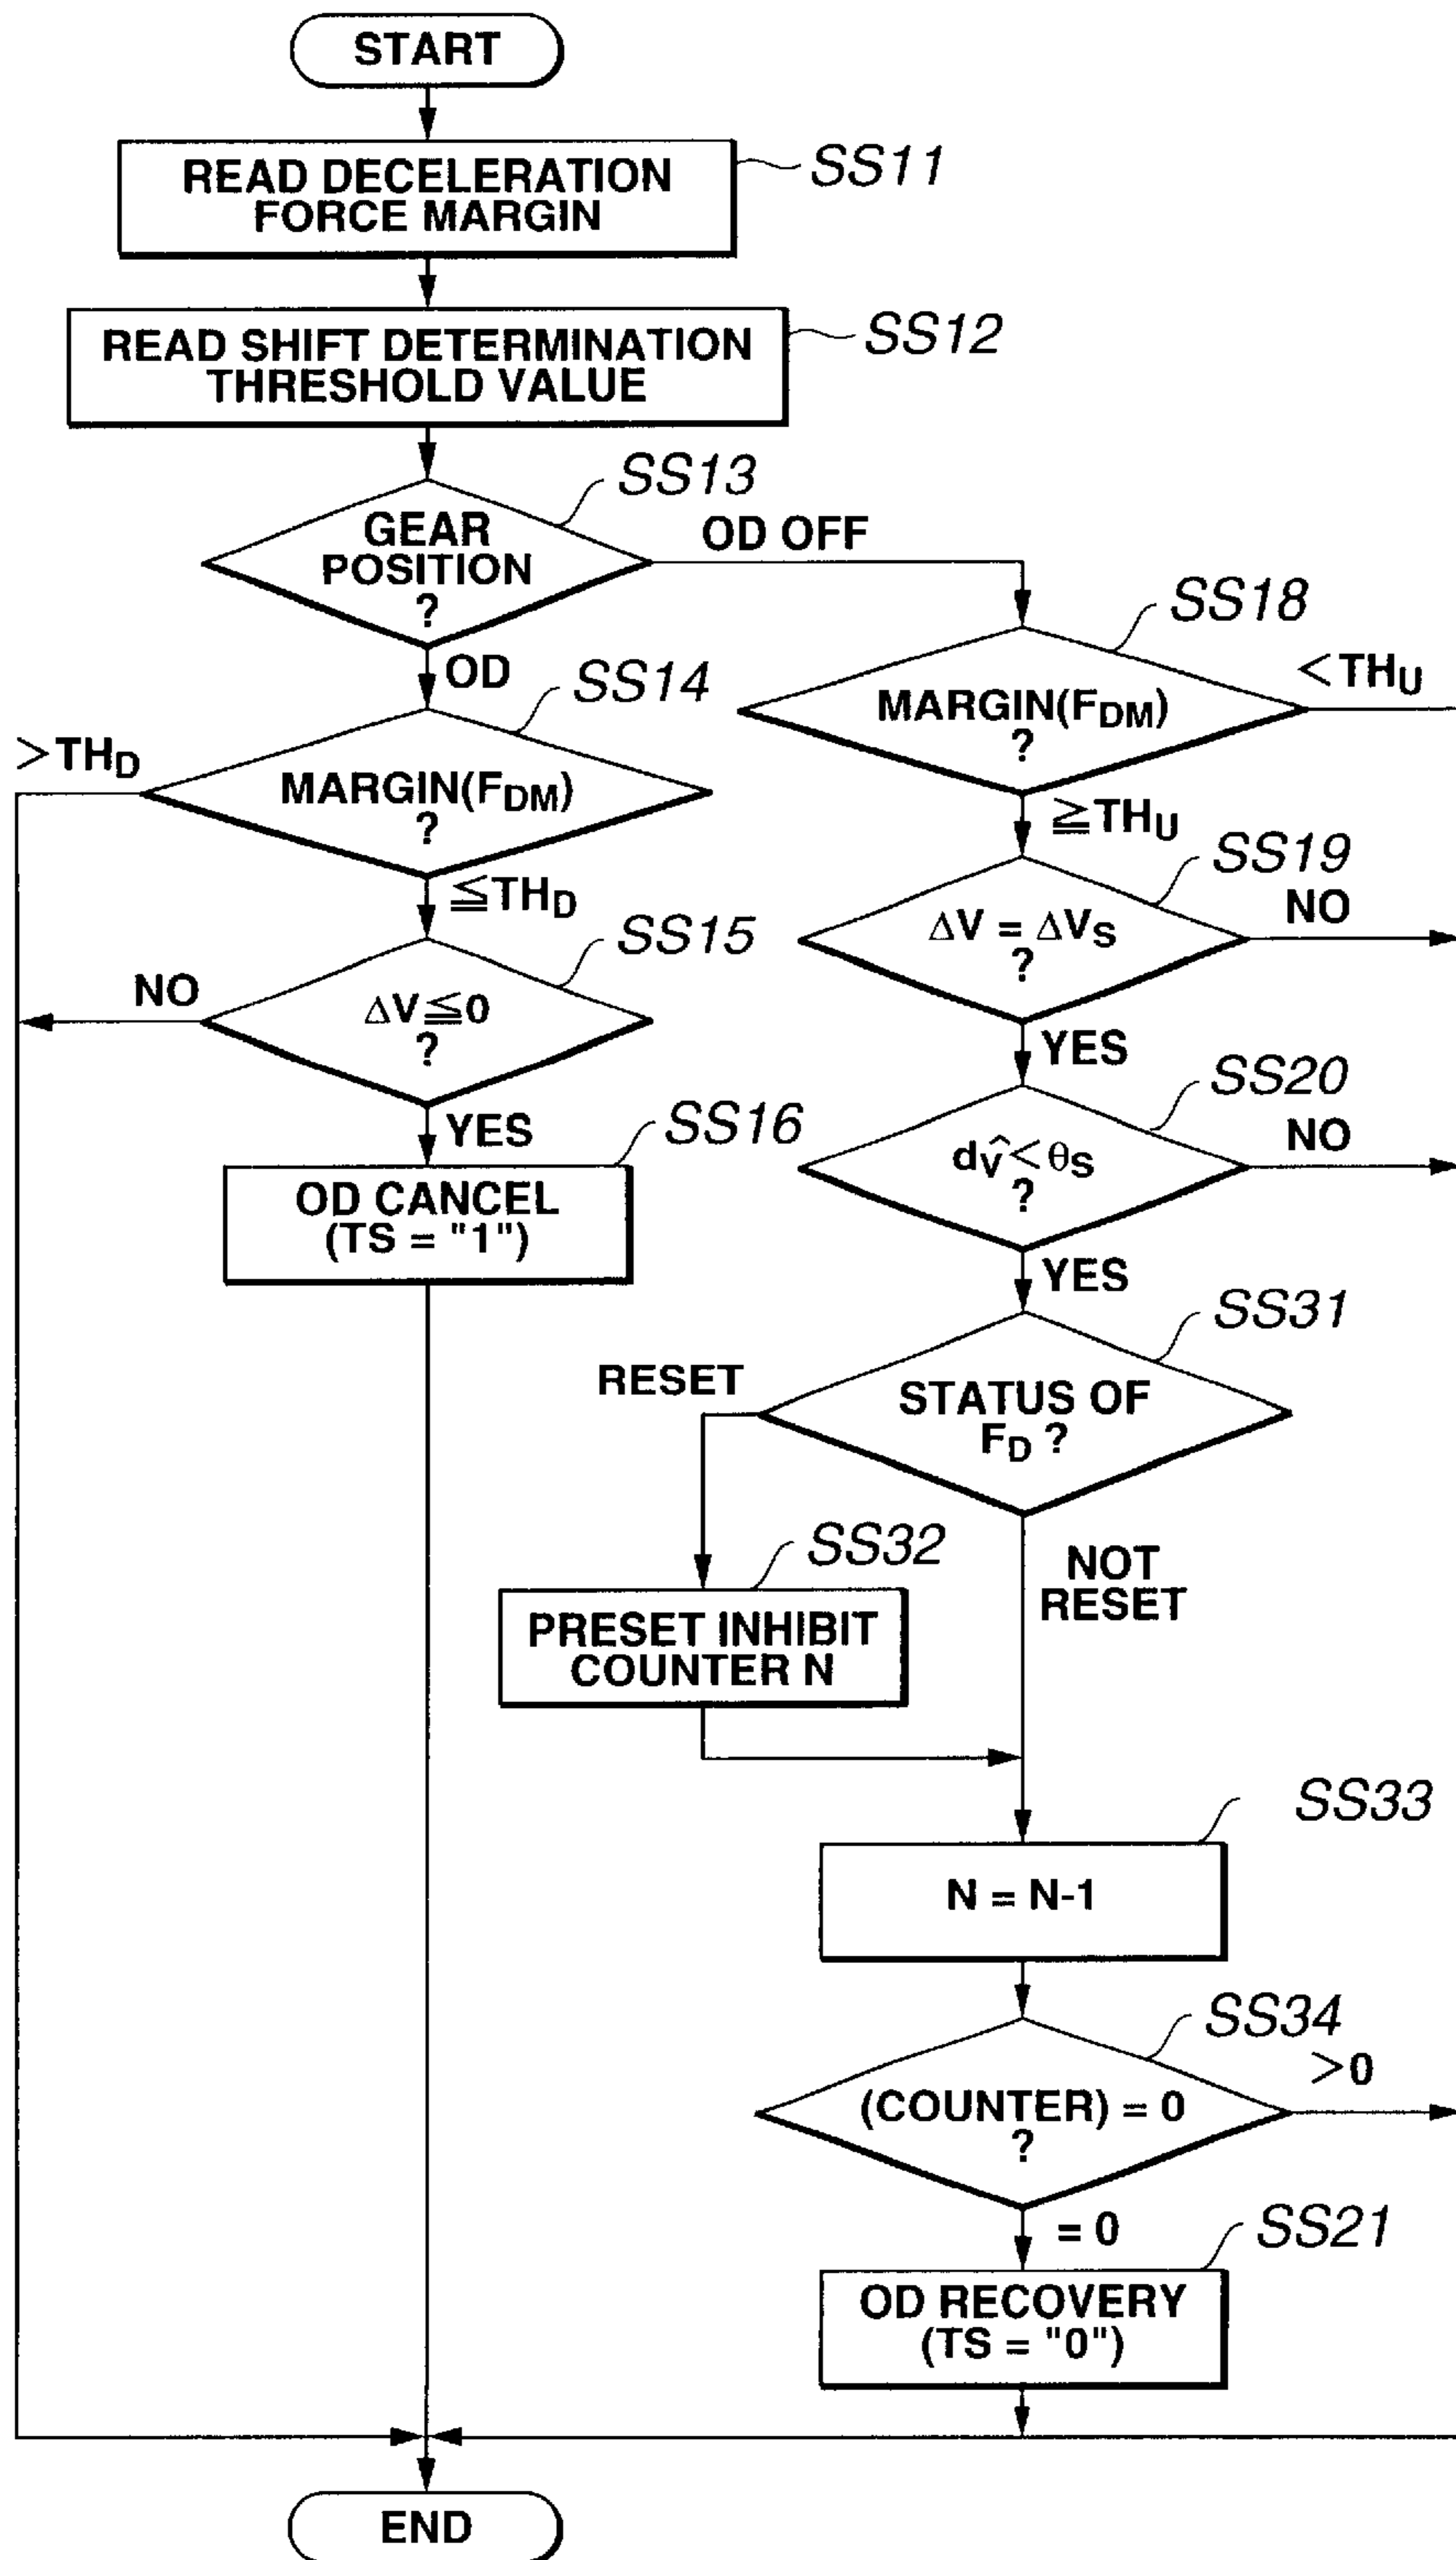 START
READ DECELERATION
FORCE MARGIN
SS11
READ SHIFT DETERMINATION
THRESHOLD VALUE
SS12
GEAR
POSITION
?
SS13
OD OFF
OD
MARGIN(FDM)
?
SS14
>THD
≦THD
ΔV≦0
?
SS15
NO
YES
OD CANCEL
(TS = "1")
SS16
MARGIN(FDM)
?
SS18
<THU
≧THU
ΔV = ΔVS
?
SS19
NO
YES
dv̂<θS
?
SS20
NO
YES
STATUS OF
FD ?
SS31
RESET
NOT
RESET
PRESET INHIBIT
COUNTER N
SS32
N = N-1
SS33
(COUNTER) = 0
?
SS34
>0
= 0
OD RECOVERY
(TS = "0")
SS21
END